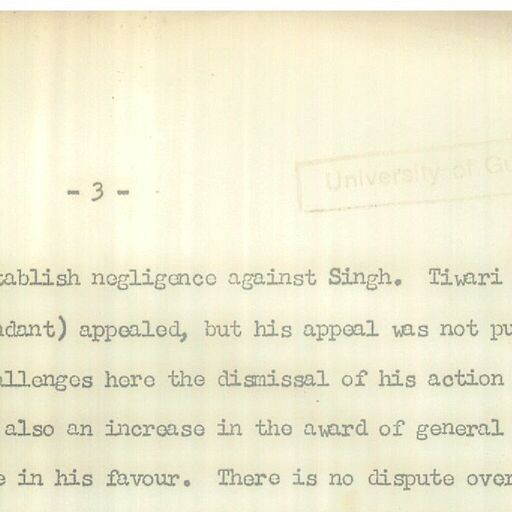 - 3 -
University of Gu
tablish negligence against Singh. Tiwari
ndant) appealed, but his appeal was not pu
allenges here the dismissal of his action
also an increase in the award of general
e in his favour. There is no dispute over